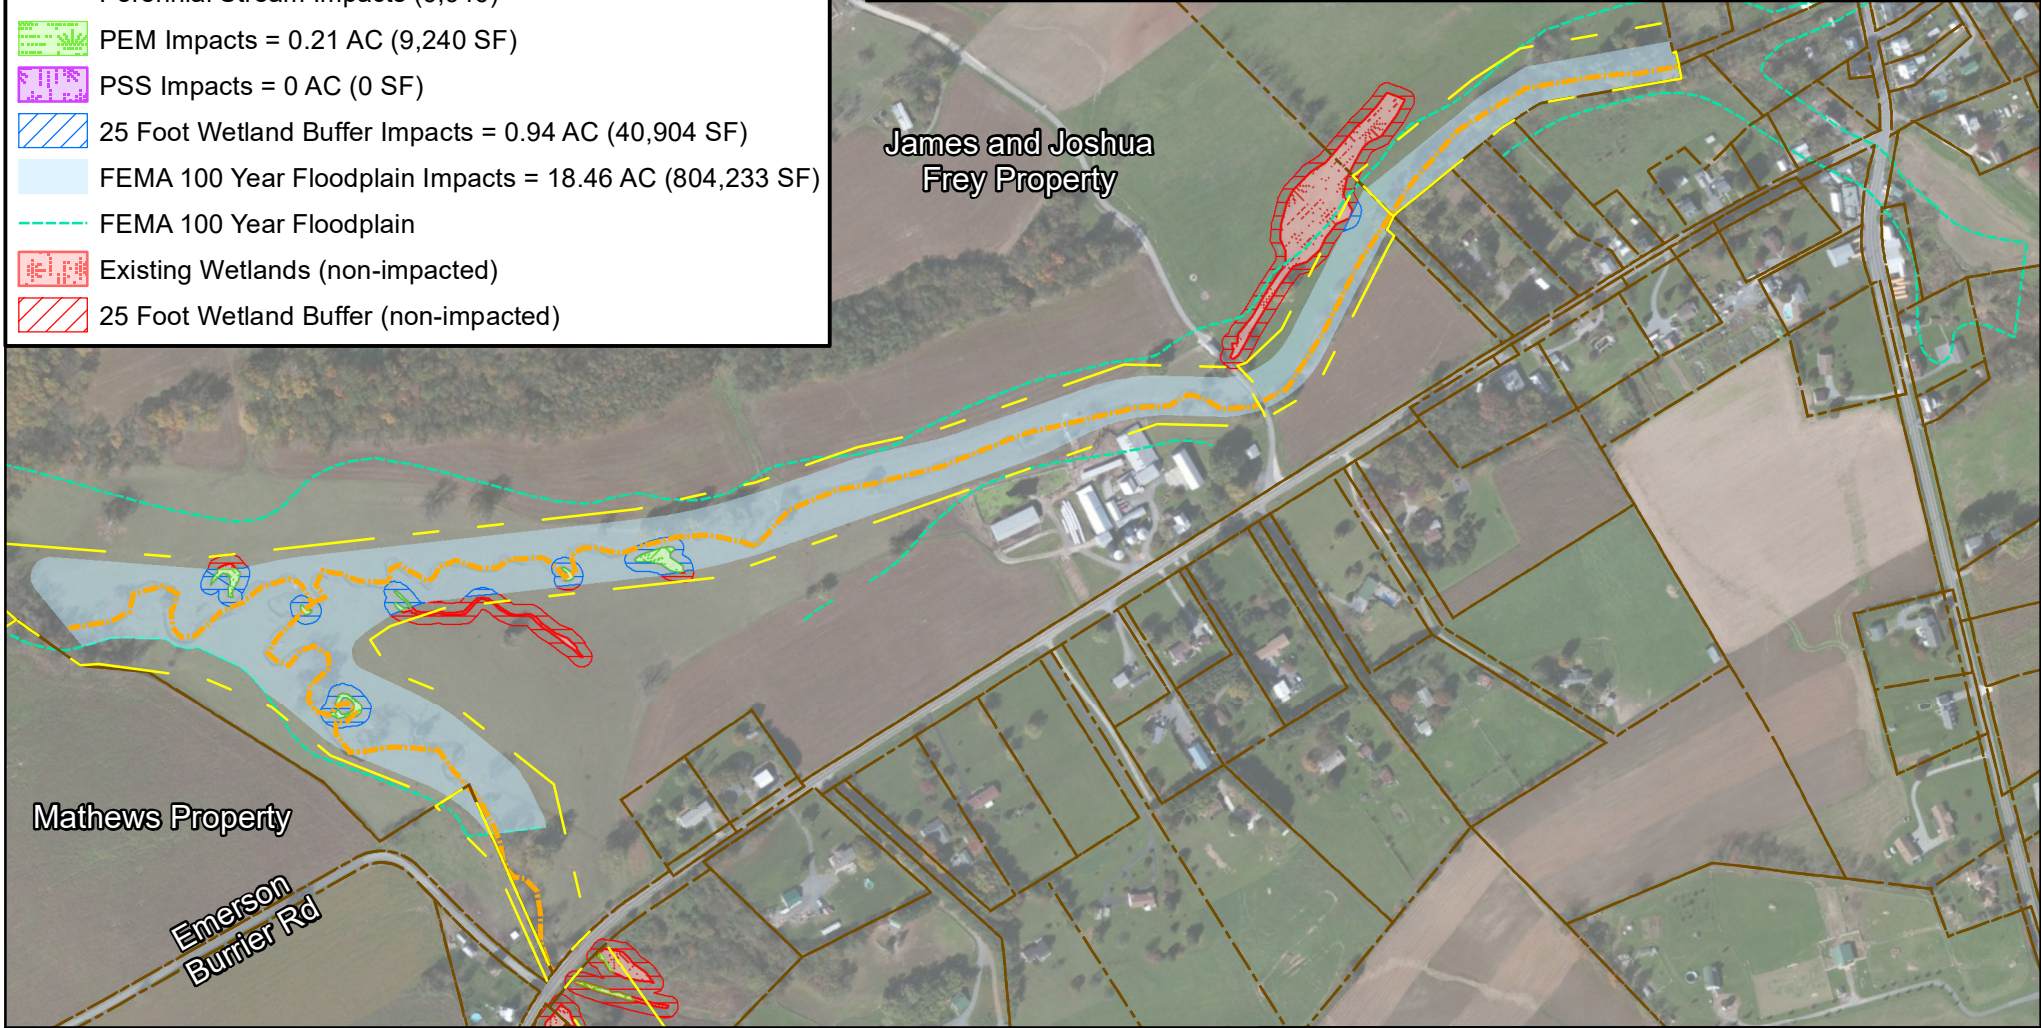 Perennial Stream Impacts
PEM Impacts = 0.21 AC (9,240 SF)
PSS Impacts = 0 AC (0 SF)
25 Foot Wetland Buffer Impacts = 0.94 AC (40,904 SF)
FEMA 100 Year Floodplain Impacts = 18.46 AC (804,233 SF)
FEMA 100 Year Floodplain
Existing Wetlands (non-impacted)
25 Foot Wetland Buffer (non-impacted)
James and Joshua
Frey Property
Mathews Property
Emerson
Burrier Rd